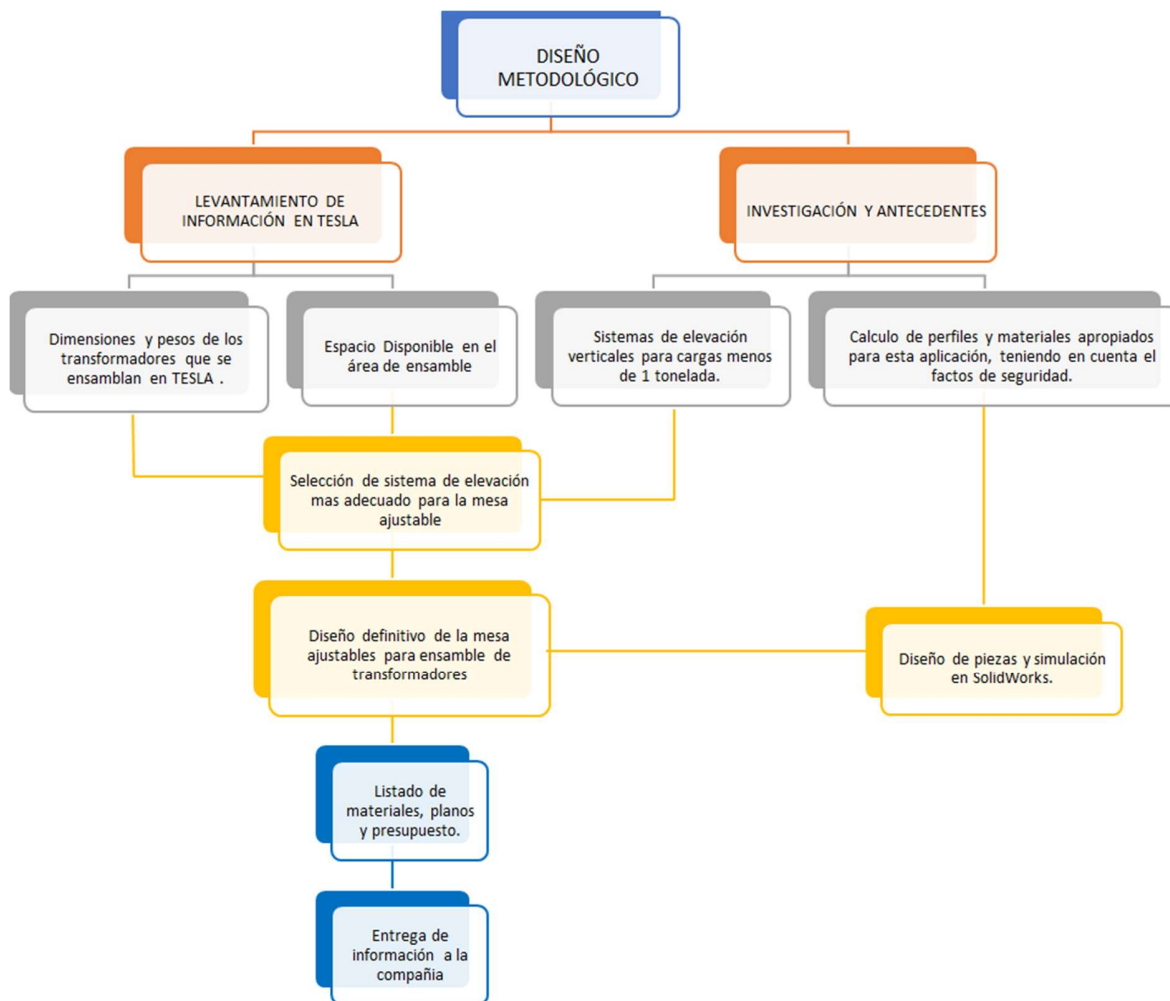 DISEÑO
METODOLÓGICO
LEVANTAMIENTO DE
INFORMACIÓN EN TESLA
INVESTIGACIÓN Y ANTECEDENTES
Dimensiones y pesos de los
transformadores que se
ensamblan en TESLA .
Espacio Disponible en el
área de ensamble
Sistemas de elevación
verticales para cargas menos
de 1 tonelada.
Calculo de perfiles y materiales apropiados
para esta aplicación, teniendo en cuenta el
factos de seguridad.
Selección de sistema de elevación
mas adecuado para la mesa
ajustable
Diseño definitivo de la mesa
ajustables para ensamble de
transformadores
Diseño de piezas y simulación
en SolidWorks.
Listado de
materiales, planos
y presupuesto.
Entrega de
información a la
compañia